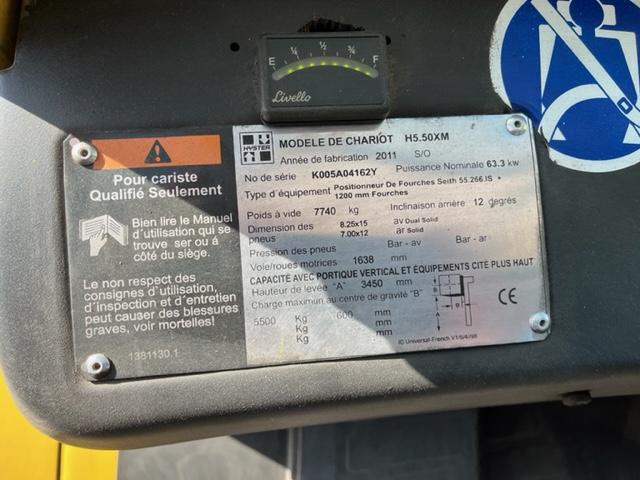 E ¼ ½ ¾ F
Livello
Pour cariste
Qualifié Seulement
Bien lire le Manuel
d'utilisation qui se
trouve ser ou á
côté du siège.
Le non respect des
consignes d'utilisation,
d'inspection et d'entretien
peut causer des blessures
graves, voir mortelles!
1381130.1
HYSTER
MODELE DE CHARIOT H5.50XM
Année de fabrication 2011 S/O
No de série K005A04162Y Puissance Nominale 63.3 kw
Type d'équipement Positionneur De Fourches Seith 55.266.IS +
1200 mm Fourches
Poids à vide 7740 kg Inclinaison arrière 12 degrés
Dimension des 8.25x15 av Dual Solid
pneus 7.00x12 ar Solid
Pression des pneus Bar - av Bar - ar
Voie/roues motrices 1638 mm
CAPACITÉ AVEC PORTIQUE VERTICAL ET ÉQUIPEMENTS CITÉ PLUS HAUT
Hauteur de levée "A" 3450 mm
Charge maximum au centre de gravité "B"
5500 Kg 600 mm
Kg mm
Kg mm
A
B
CE
IC Universal-French V1/6/4/98